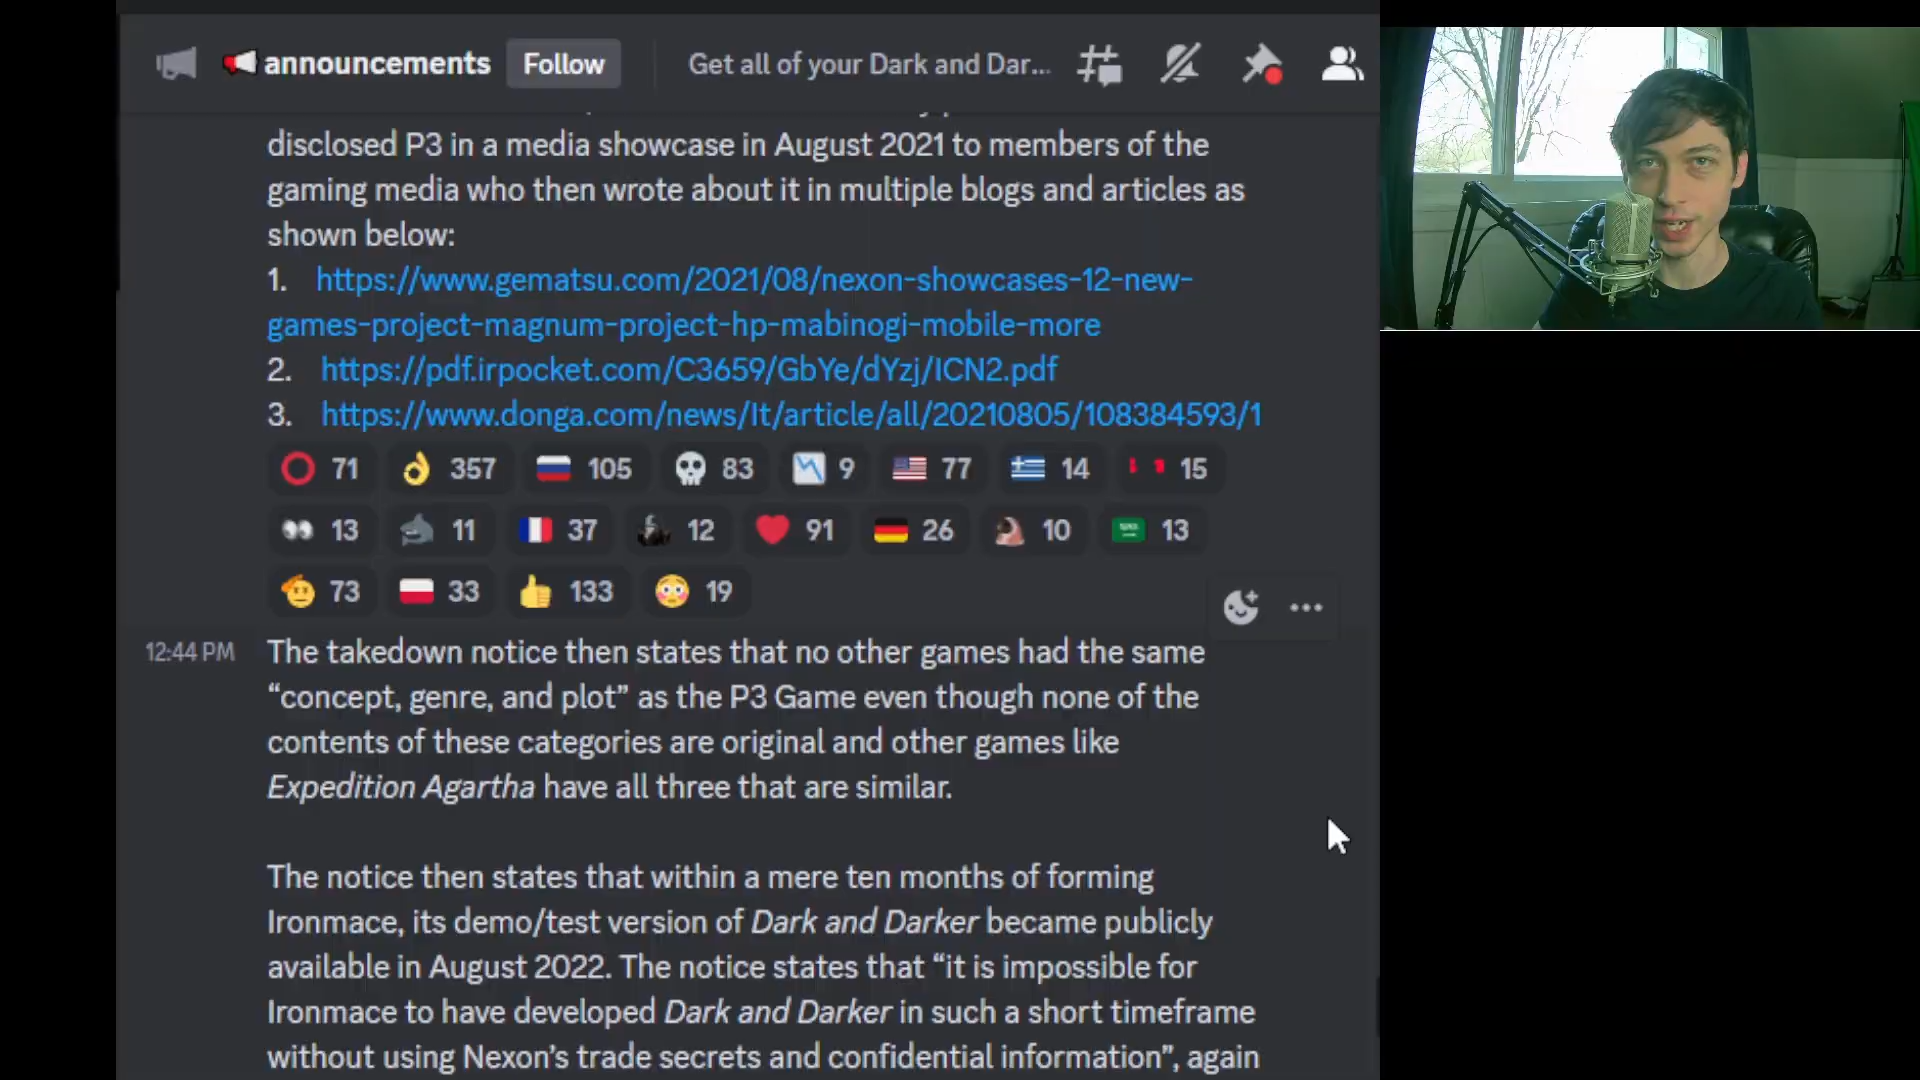 announcements Follow Get all of your Dark and Dar...
disclosed P3 in a media showcase in August 2021 to members of the
gaming media who then wrote about it in multiple blogs and articles as
shown below:
1. https://www.gematsu.com/2021/08/nexon-showcases-12-new-
games-project-magnum-project-hp-mabinogi-mobile-more
2. https://pdf.irpocket.com/C3659/GbYe/dYzj/ICN2.pdf
3. https://www.donga.com/news/It/article/all/20210805/108384593/1
71 357 105 83 9 77 14 15
13 11 37 12 91 26 10 13
73 33 133 19
12:44 PM The takedown notice then states that no other games had the same
“concept, genre, and plot” as the P3 Game even though none of the
contents of these categories are original and other games like
Expedition Agartha have all three that are similar.
The notice then states that within a mere ten months of forming
Ironmace, its demo/test version of Dark and Darker became publicly
available in August 2022. The notice states that “it is impossible for
Ironmace to have developed Dark and Darker in such a short timeframe
without using Nexon’s trade secrets and confidential information”, again